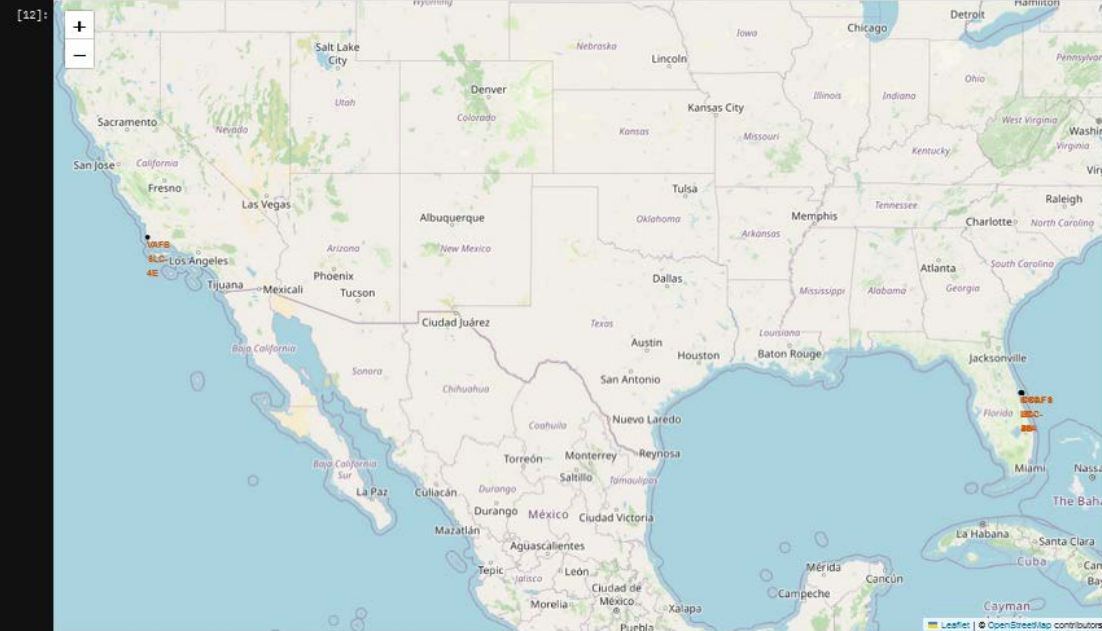 [12]:
+
−
Wyoming
Hamilton
Detroit
Chicago
Iowa
Salt Lake
City
Nebraska
Lincoln
Pennsylvan
Ohio
Denver
Utah
Illinois
Indiana
Kansas City
Colorado
West Virginia
Sacramento
Nevada
Kansas
Missouri
Washin
Virginia
Kentucky
San Jose
California
Virg
Fresno
Tulsa
Las Vegas
Raleigh
Tennessee
Albuquerque
Oklahoma
Memphis
Charlotte
North Carolina
Arkansas
VAFB
SLC-
4E
Los Angeles
Arizona
New Mexico
South Carolina
Atlanta
Phoenix
Dallas
Tijuana
Mexicali
Tucson
Mississippi
Alabama
Georgia
Ciudad Juárez
Texas
Louisiana
Austin
Baja California
Houston
Baton Rouge
Jacksonville
Sonora
San Antonio
Chihuahua
Florida
Nuevo Laredo
Coahuila
Torreón
Monterrey
Reynosa
Baja California
Sur
Saltillo
Tamaulipas
Miami
Nassa
La Paz
Culiacán
Durango
The Baha
Durango
México
Ciudad Victoria
Mazatlán
La Habana
Santa Clara
Aguascalientes
Cuba
Tepic
León
Mérida
Cancún
Can
Bay
Jalisco
Ciudad de
México
Campeche
Morelia
Xalapa
Cayman
Puebla
Leaflet | © OpenStreetMap contributors